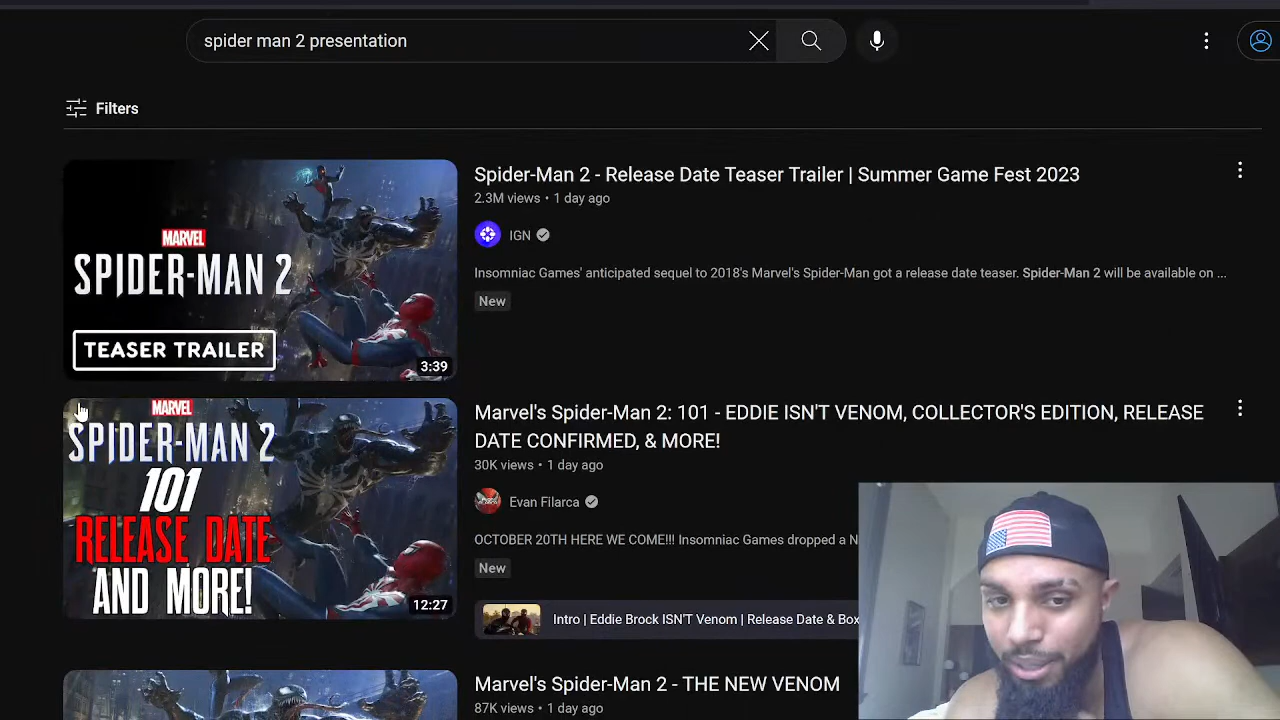 spider man 2 presentation
Filters
MARVEL
SPIDER-MAN 2
TEASER TRAILER
3:39
Spider-Man 2 - Release Date Teaser Trailer | Summer Game Fest 2023
2.3M views • 1 day ago
IGN
Insomniac Games' anticipated sequel to 2018's Marvel's Spider-Man got a release date teaser. Spider-Man 2 will be available on ...
New
MARVEL
SPIDER-MAN 2
101
RELEASE DATE
AND MORE!
12:27
Marvel's Spider-Man 2: 101 - EDDIE ISN'T VENOM, COLLECTOR'S EDITION, RELEASE
DATE CONFIRMED, & MORE!
30K views • 1 day ago
Evan Filarca
OCTOBER 20TH HERE WE COME!!! Insomniac Games dropped a N
New
Intro | Eddie Brock ISN'T Venom | Release Date & Box
Marvel's Spider-Man 2 - THE NEW VENOM
87K views • 1 day ago